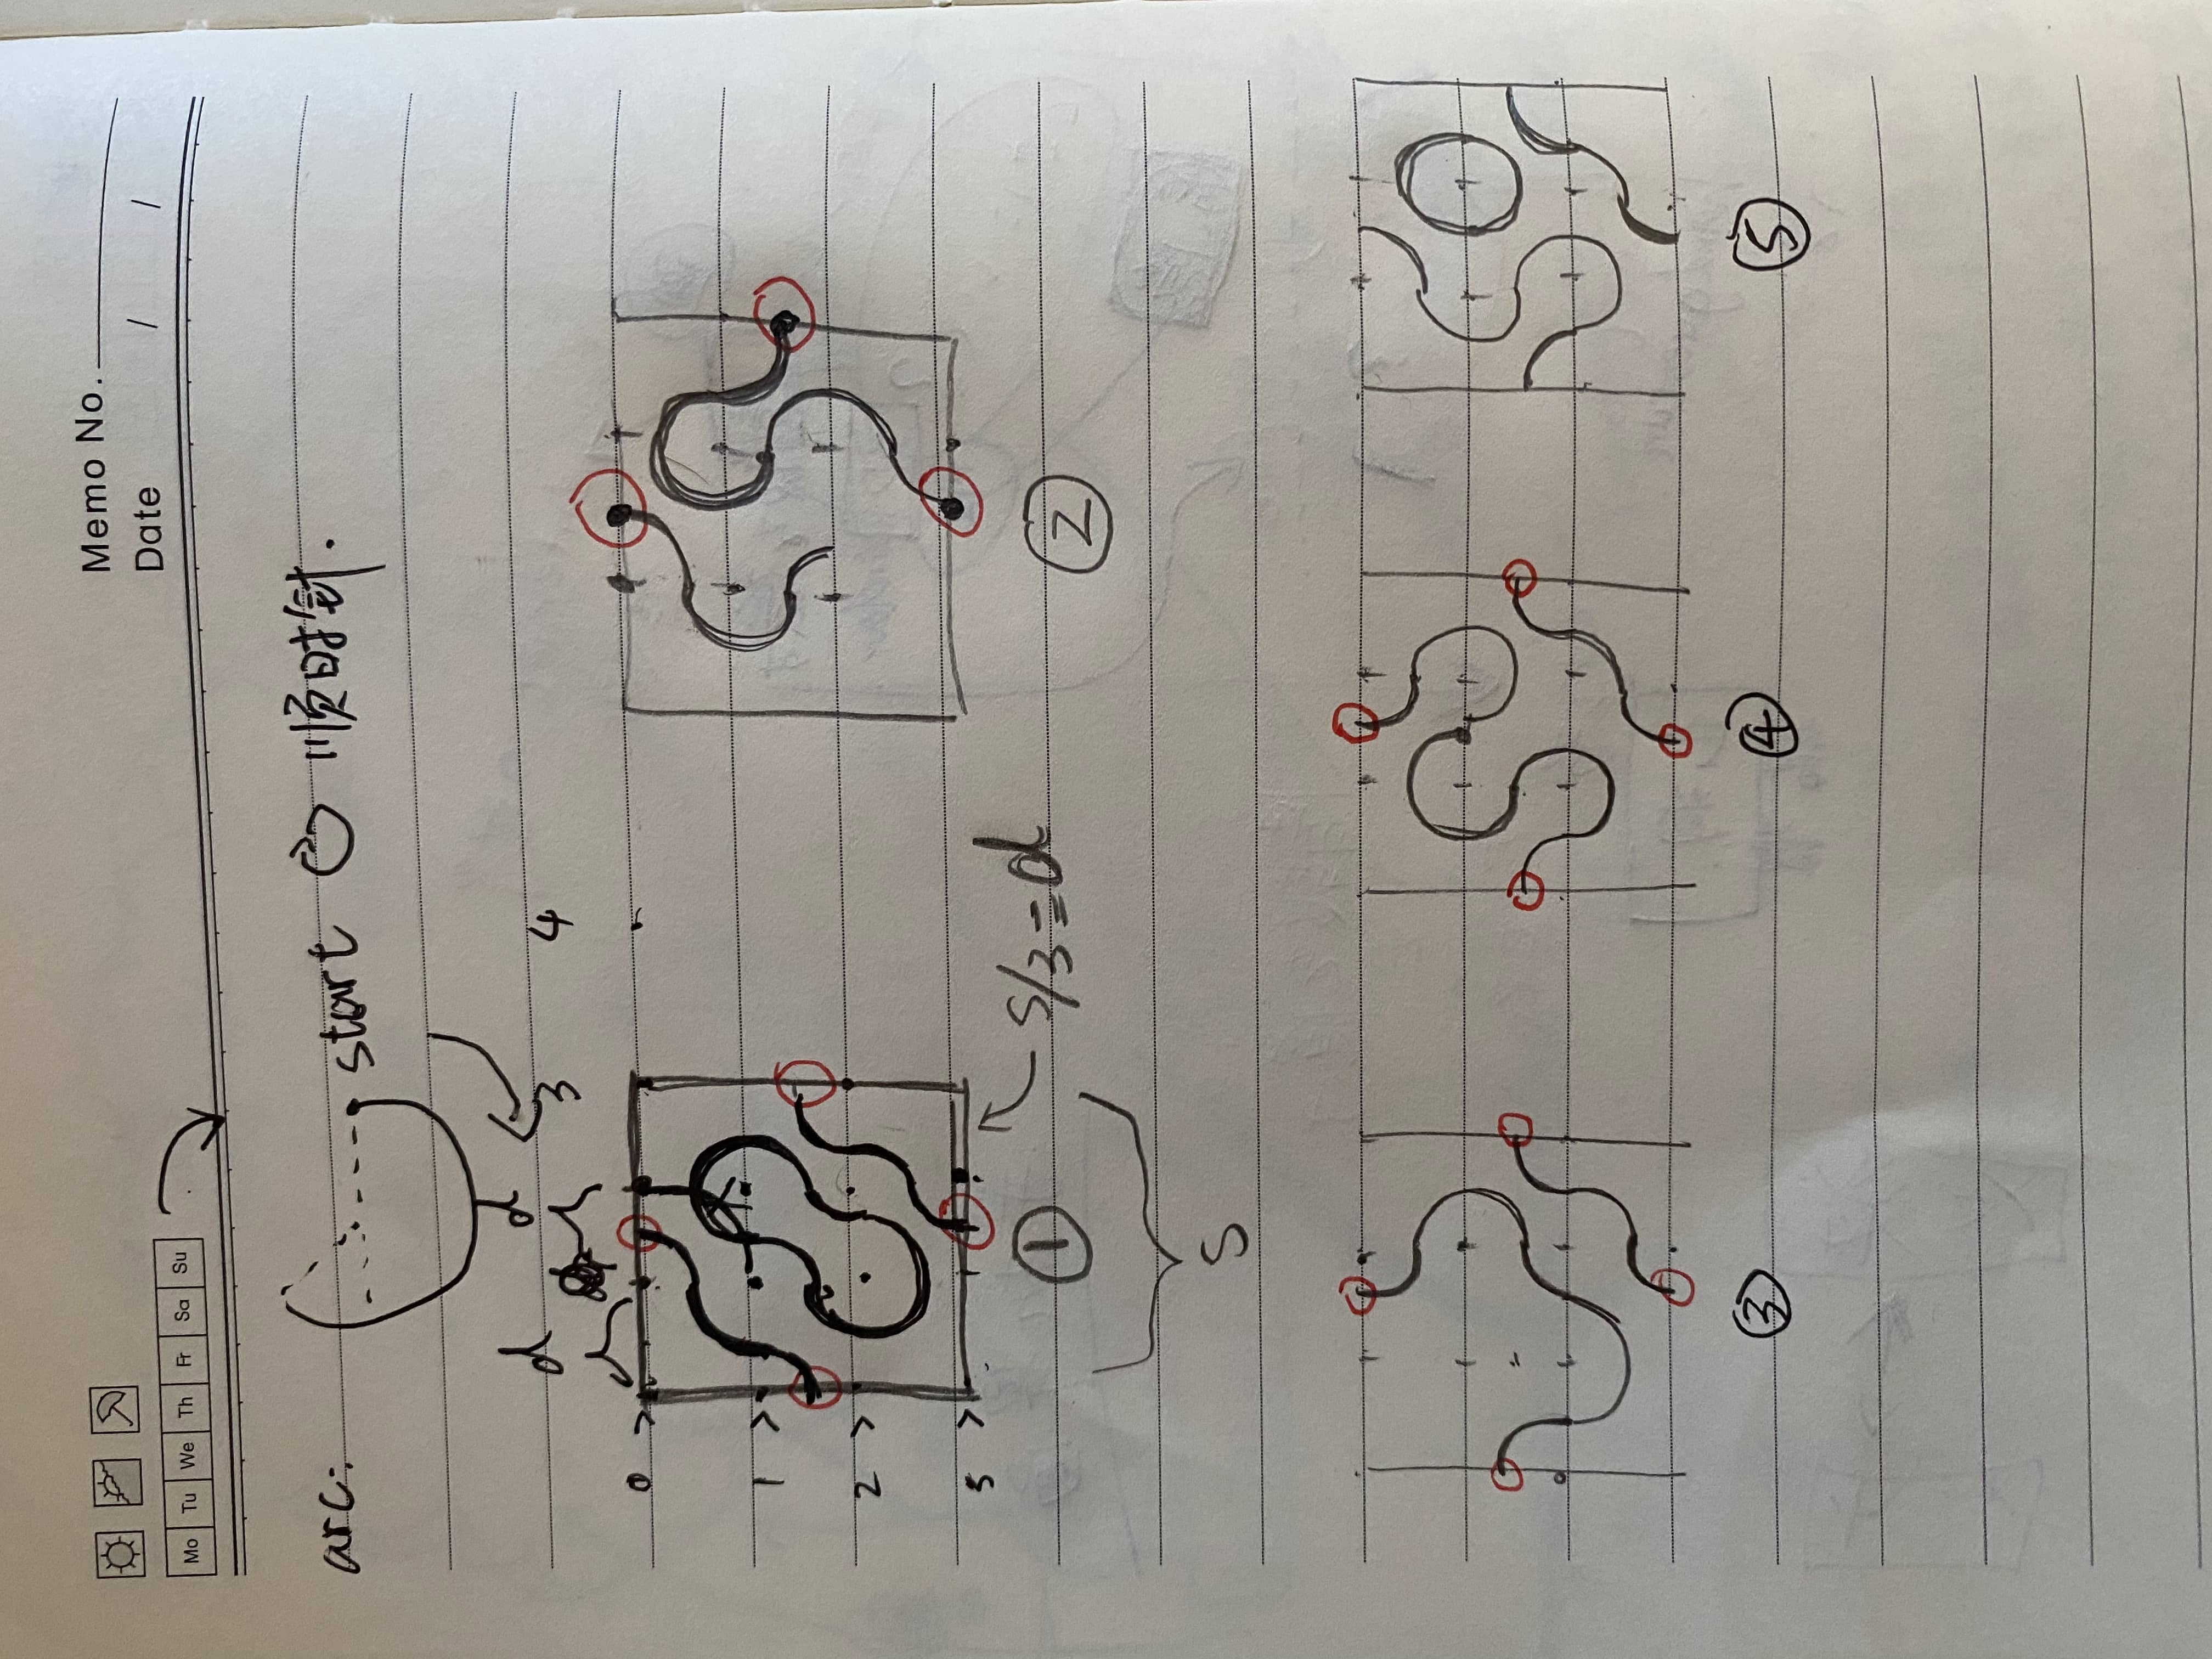 Memo No.
Date / /
Mo Tu We Th Fr Sa Su
arc: start 顺时针.
d d
3 4
0 >
1 >
2 >
3 >
s/3=d
① ②
S
③ ④ ⑤